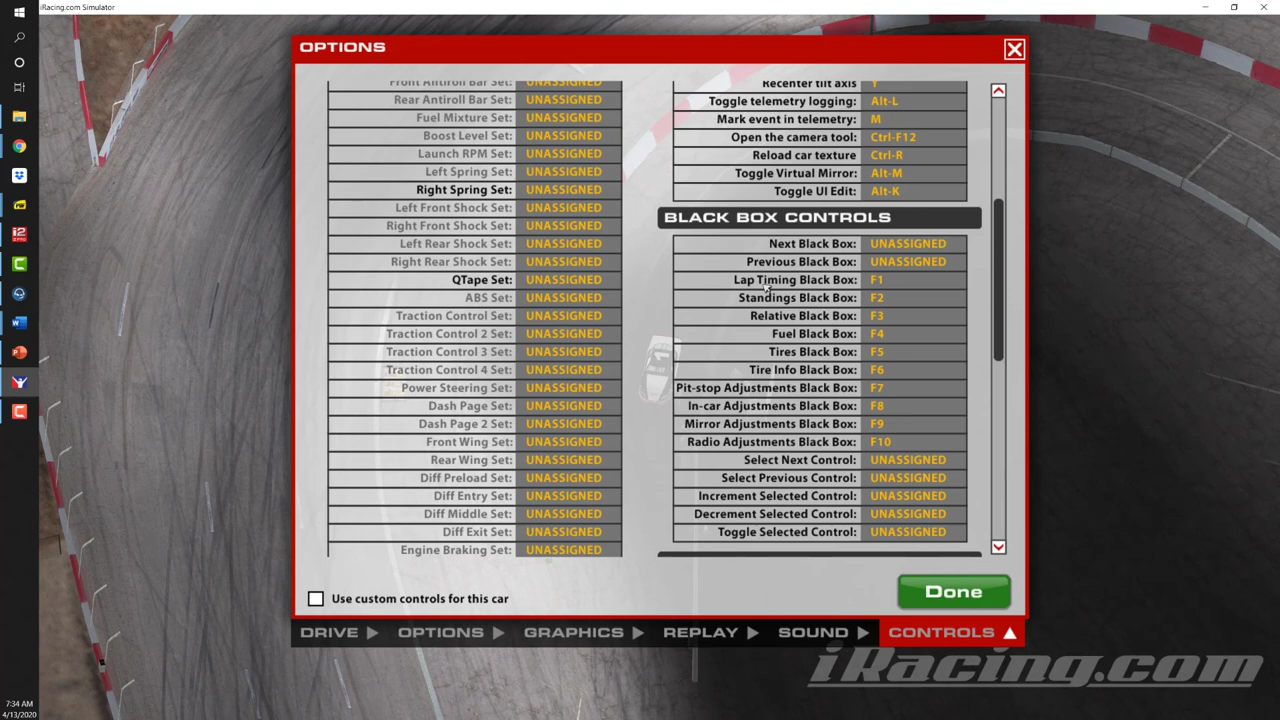 iRacing.com Simulator
OPTIONS
Front Antiroll Bar Set: UNASSIGNED
Rear Antiroll Bar Set: UNASSIGNED
Fuel Mixture Set: UNASSIGNED
Boost Level Set: UNASSIGNED
Launch RPM Set: UNASSIGNED
Left Spring Set: UNASSIGNED
Right Spring Set: UNASSIGNED
Left Front Shock Set: UNASSIGNED
Right Front Shock Set: UNASSIGNED
Left Rear Shock Set: UNASSIGNED
Right Rear Shock Set: UNASSIGNED
QTape Set: UNASSIGNED
ABS Set: UNASSIGNED
Traction Control Set: UNASSIGNED
Traction Control 2 Set: UNASSIGNED
Traction Control 3 Set: UNASSIGNED
Traction Control 4 Set: UNASSIGNED
Power Steering Set: UNASSIGNED
Dash Page Set: UNASSIGNED
Dash Page 2 Set: UNASSIGNED
Front Wing Set: UNASSIGNED
Rear Wing Set: UNASSIGNED
Diff Preload Set: UNASSIGNED
Diff Entry Set: UNASSIGNED
Diff Middle Set: UNASSIGNED
Diff Exit Set: UNASSIGNED
Engine Braking Set: UNASSIGNED
Recenter tilt axis Y
Toggle telemetry logging: Alt-L
Mark event in telemetry: M
Open the camera tool: Ctrl-F12
Reload car texture Ctrl-R
Toggle Virtual Mirror: Alt-M
Toggle UI Edit: Alt-K
BLACK BOX CONTROLS
Next Black Box: UNASSIGNED
Previous Black Box: UNASSIGNED
Lap Timing Black Box: F1
Standings Black Box: F2
Relative Black Box: F3
Fuel Black Box: F4
Tires Black Box: F5
Tire Info Black Box: F6
Pit-stop Adjustments Black Box: F7
In-car Adjustments Black Box: F8
Mirror Adjustments Black Box: F9
Radio Adjustments Black Box: F10
Select Next Control: UNASSIGNED
Select Previous Control: UNASSIGNED
Increment Selected Control: UNASSIGNED
Decrement Selected Control: UNASSIGNED
Toggle Selected Control: UNASSIGNED
Use custom controls for this car
Done
DRIVE OPTIONS GRAPHICS REPLAY SOUND CONTROLS
iRacing.com
7:34 AM
4/13/2020